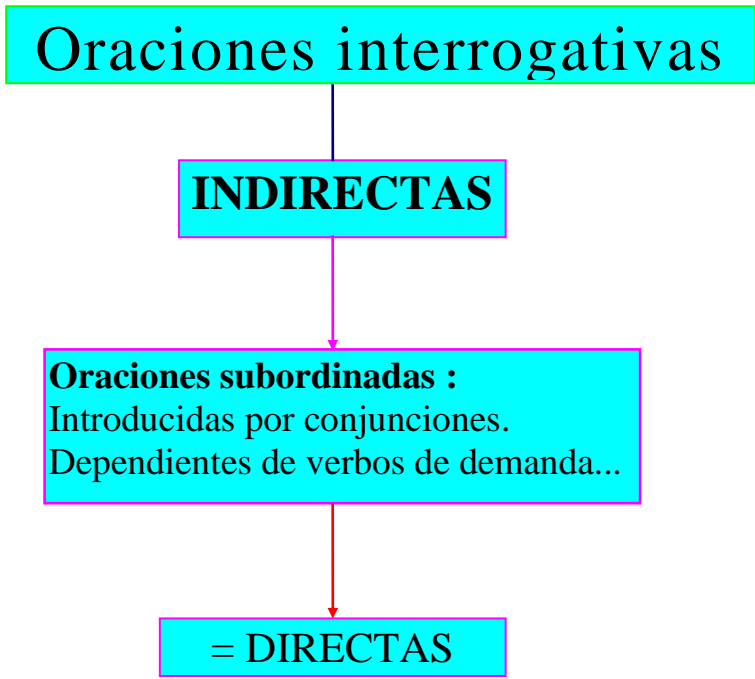 Oraciones interrogativas
INDIRECTAS
Oraciones subordinadas :
Introducidas por conjunciones.
Dependientes de verbos de demanda...
= DIRECTAS